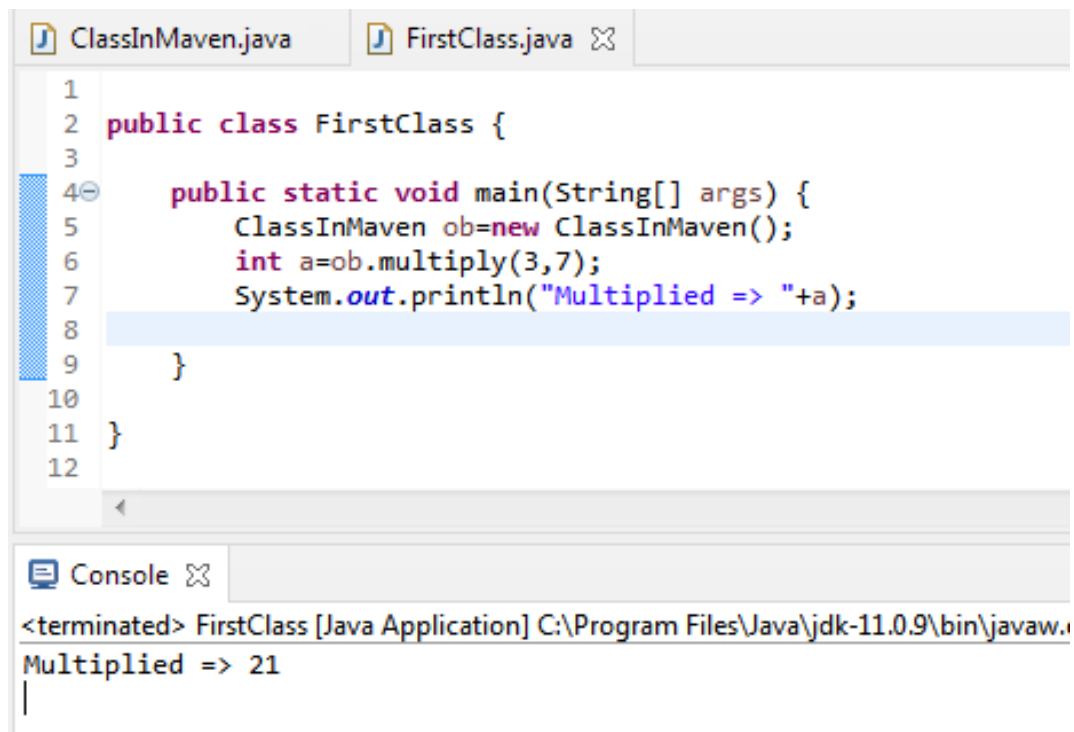 ClassInMaven.java FirstClass.java
1
2 public class FirstClass {
3
4 public static void main(String[] args) {
5 ClassInMaven ob=new ClassInMaven();
6 int a=ob.multiply(3,7);
7 System.out.println("Multiplied => "+a);
8
9 }
10
11 }
12
Console
<terminated> FirstClass [Java Application] C:\Program Files\Java\jdk-11.0.9\bin\javaw.
Multiplied => 21